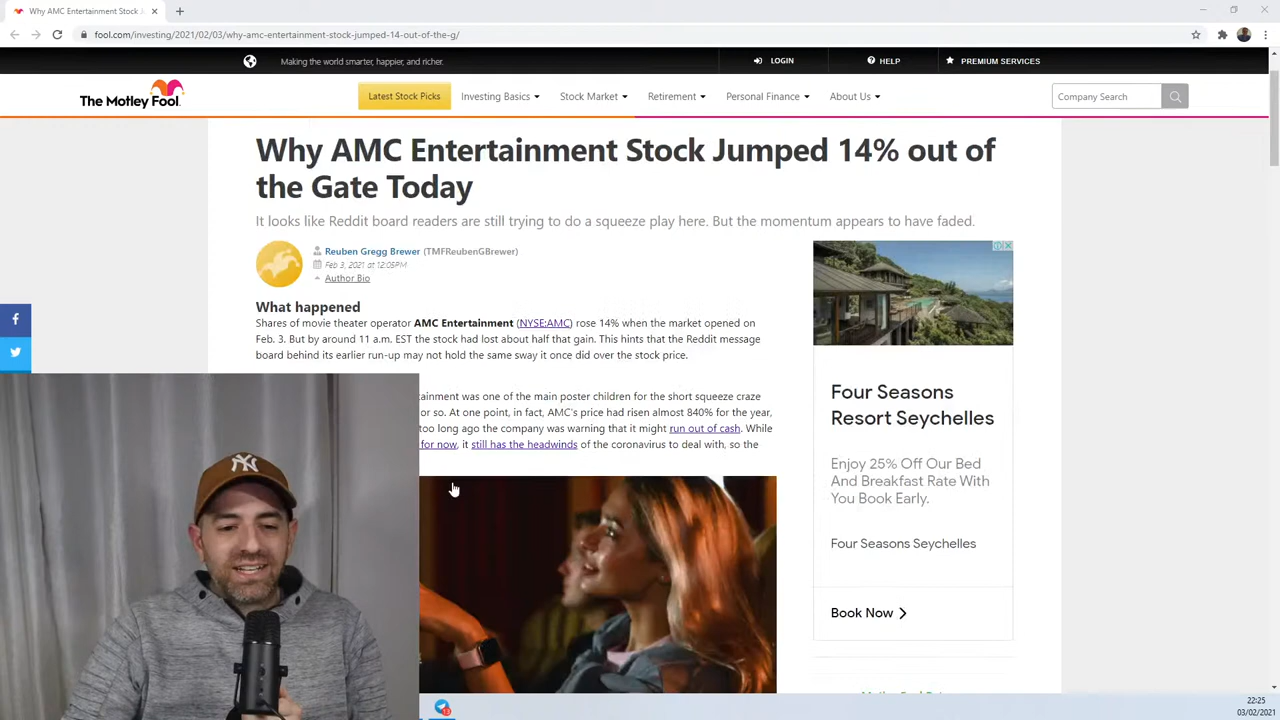 Why AMC Entertainment Stock J
fool.com/investing/2021/02/03/why-amc-entertainment-stock-jumped-14-out-of-the-g/
Making the world smarter, happier, and richer.
LOGIN
HELP
PREMIUM SERVICES
The Motley Fool.
Latest Stock Picks
Investing Basics
Stock Market
Retirement
Personal Finance
About Us
Company Search
Why AMC Entertainment Stock Jumped 14% out of
the Gate Today
It looks like Reddit board readers are still trying to do a squeeze play here. But the momentum appears to have faded.
Reuben Gregg Brewer (TMFReubenGBrewer)
Feb 3, 2021 at 12:05PM
Author Bio
What happened
Shares of movie theater operator AMC Entertainment (NYSE:AMC) rose 14% when the market opened on
Feb. 3. But by around 11 a.m. EST the stock had lost about half that gain. This hints that the Reddit message
board behind its earlier run-up may not hold the same sway it once did over the stock price.
tainment was one of the main poster children for the short squeeze craze
or so. At one point, in fact, AMC's price had risen almost 840% for the year,
too long ago the company was warning that it might run out of cash. While
for now, it still has the headwinds of the coronavirus to deal with, so the
Four Seasons
Resort Seychelles
Enjoy 25% Off Our Bed
And Breakfast Rate With
You Book Early.
Four Seasons Seychelles
Book Now
NY
22:25
03/02/2021